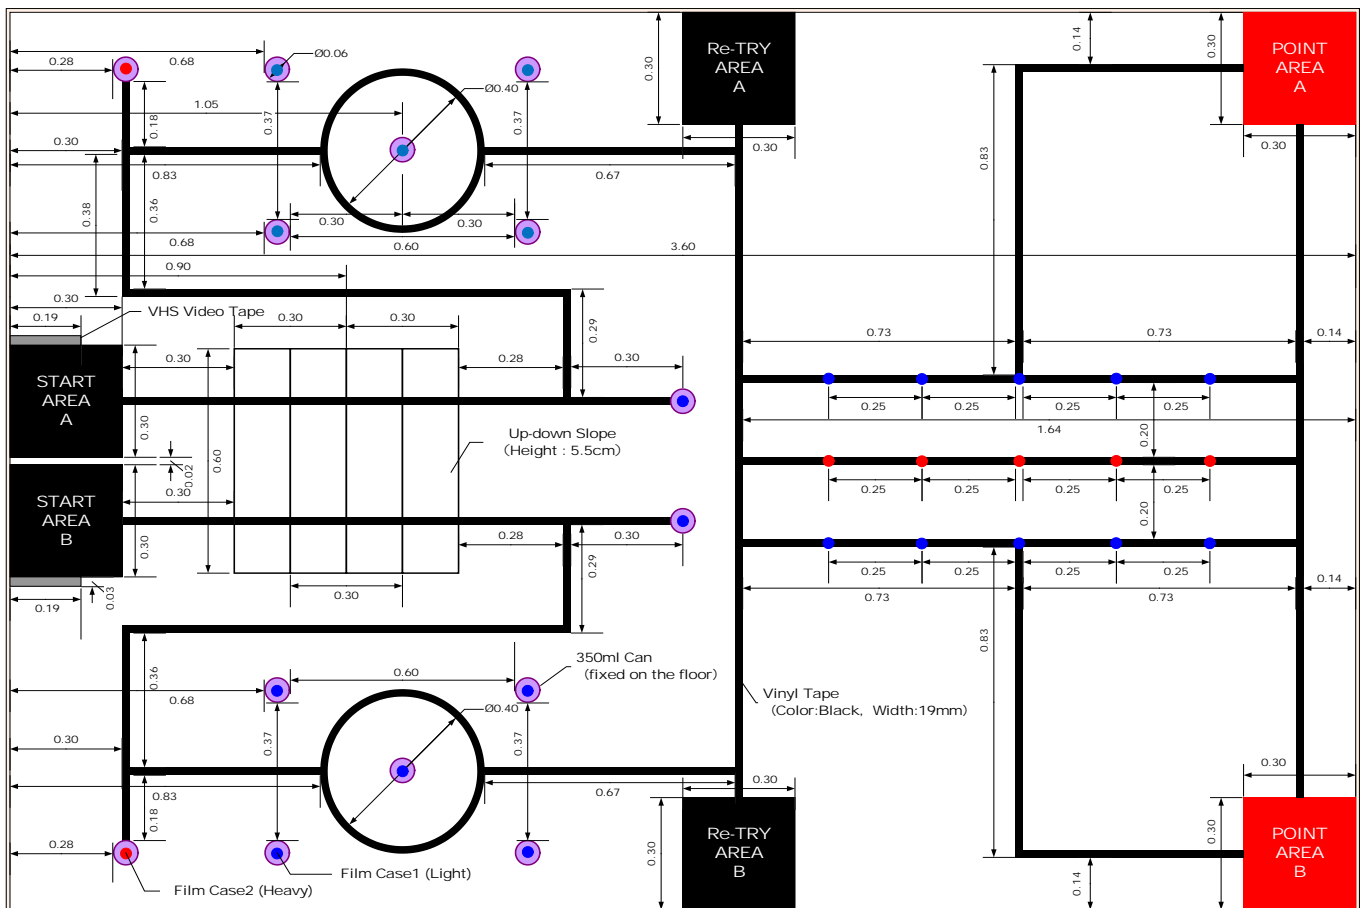 Re-TRY
AREA
A
POINT
AREA
A
0.30
0.14
0.30
Ø0.06
0.68
0.28
Ø0.40
1.05
0.18
0.37
0.37
0.30
0.30
0.30
0.83
0.67
0.83
0.38
0.36
0.30
0.30
0.68
0.60
3.60
0.90
0.30
VHS Video Tape
0.19
0.30
0.30
0.29
0.73
0.73
0.14
0.30
0.28
0.30
START
AREA
A
0.30
0.25
0.25
0.25
0.25
1.64
0.20
Up-down Slope
(Height : 5.5cm)
0.60
0.02
0.30
0.25
0.25
0.25
0.25
START
AREA
B
0.20
0.30
0.28
0.30
0.29
0.25
0.25
0.25
0.25
0.73
0.73
0.14
0.30
0.19
0.03
0.83
350ml Can
(fixed on the floor)
0.36
0.60
0.68
Vinyl Tape
(Color:Black, Width:19mm)
Ø0.40
0.30
0.37
0.37
0.83
0.67
0.30
0.30
0.18
0.28
Film Case1 (Light)
Film Case2 (Heavy)
0.30
Re-TRY
AREA
B
0.14
0.30
POINT
AREA
B